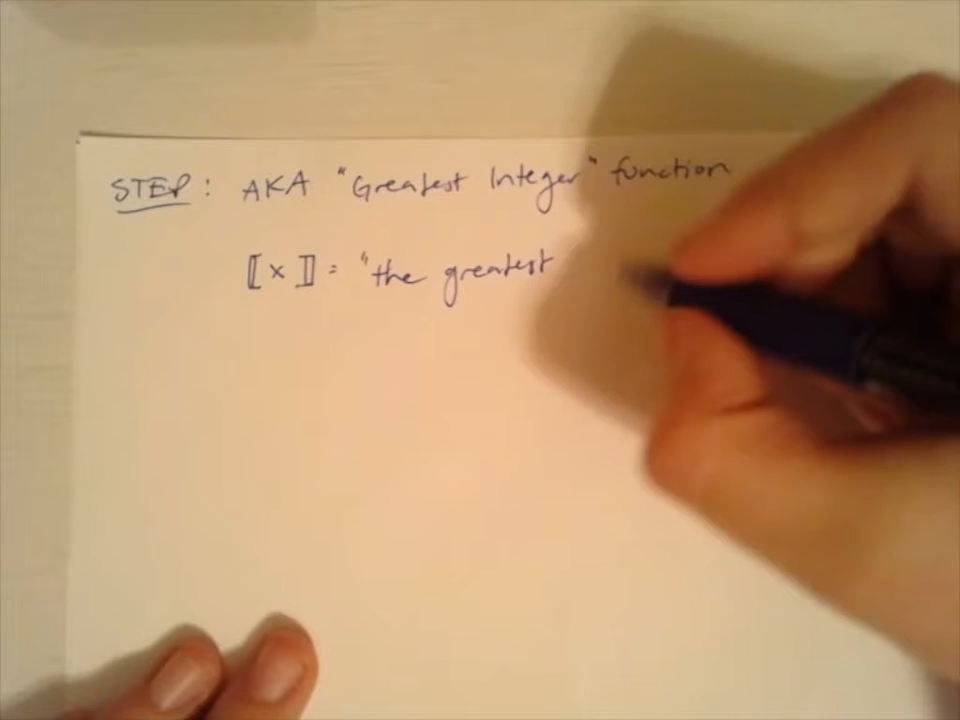 STEP: AKA "Greatest Integer" function
⟦x⟧ = "the greatest